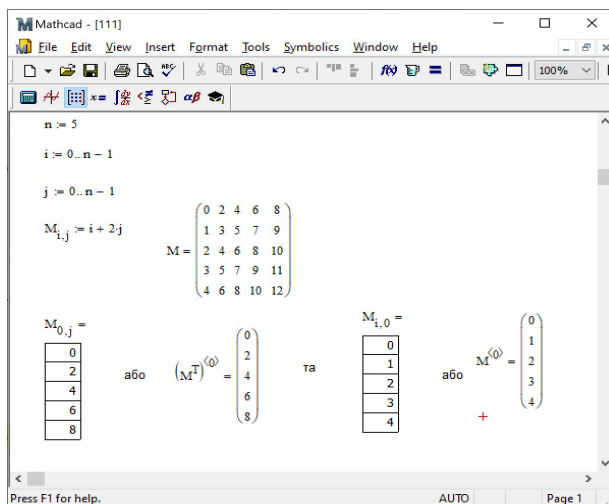 Mathcad - [111]
File Edit View Insert Format Tools Symbolics Window Help
100%
n := 5
i := 0.. n − 1
j := 0.. n − 1
M i,j := i + 2·j
M =
0 2 4 6 8
1 3 5 7 9
2 4 6 8 10
3 5 7 9 11
4 6 8 10 12
M 0,j =
0
2
4
6
8
або
(M^T)^⟨0⟩ =
0
2
4
6
8
та
M i,0 =
0
1
2
3
4
або
M^⟨0⟩ =
0
1
2
3
4
Press F1 for help. AUTO Page 1